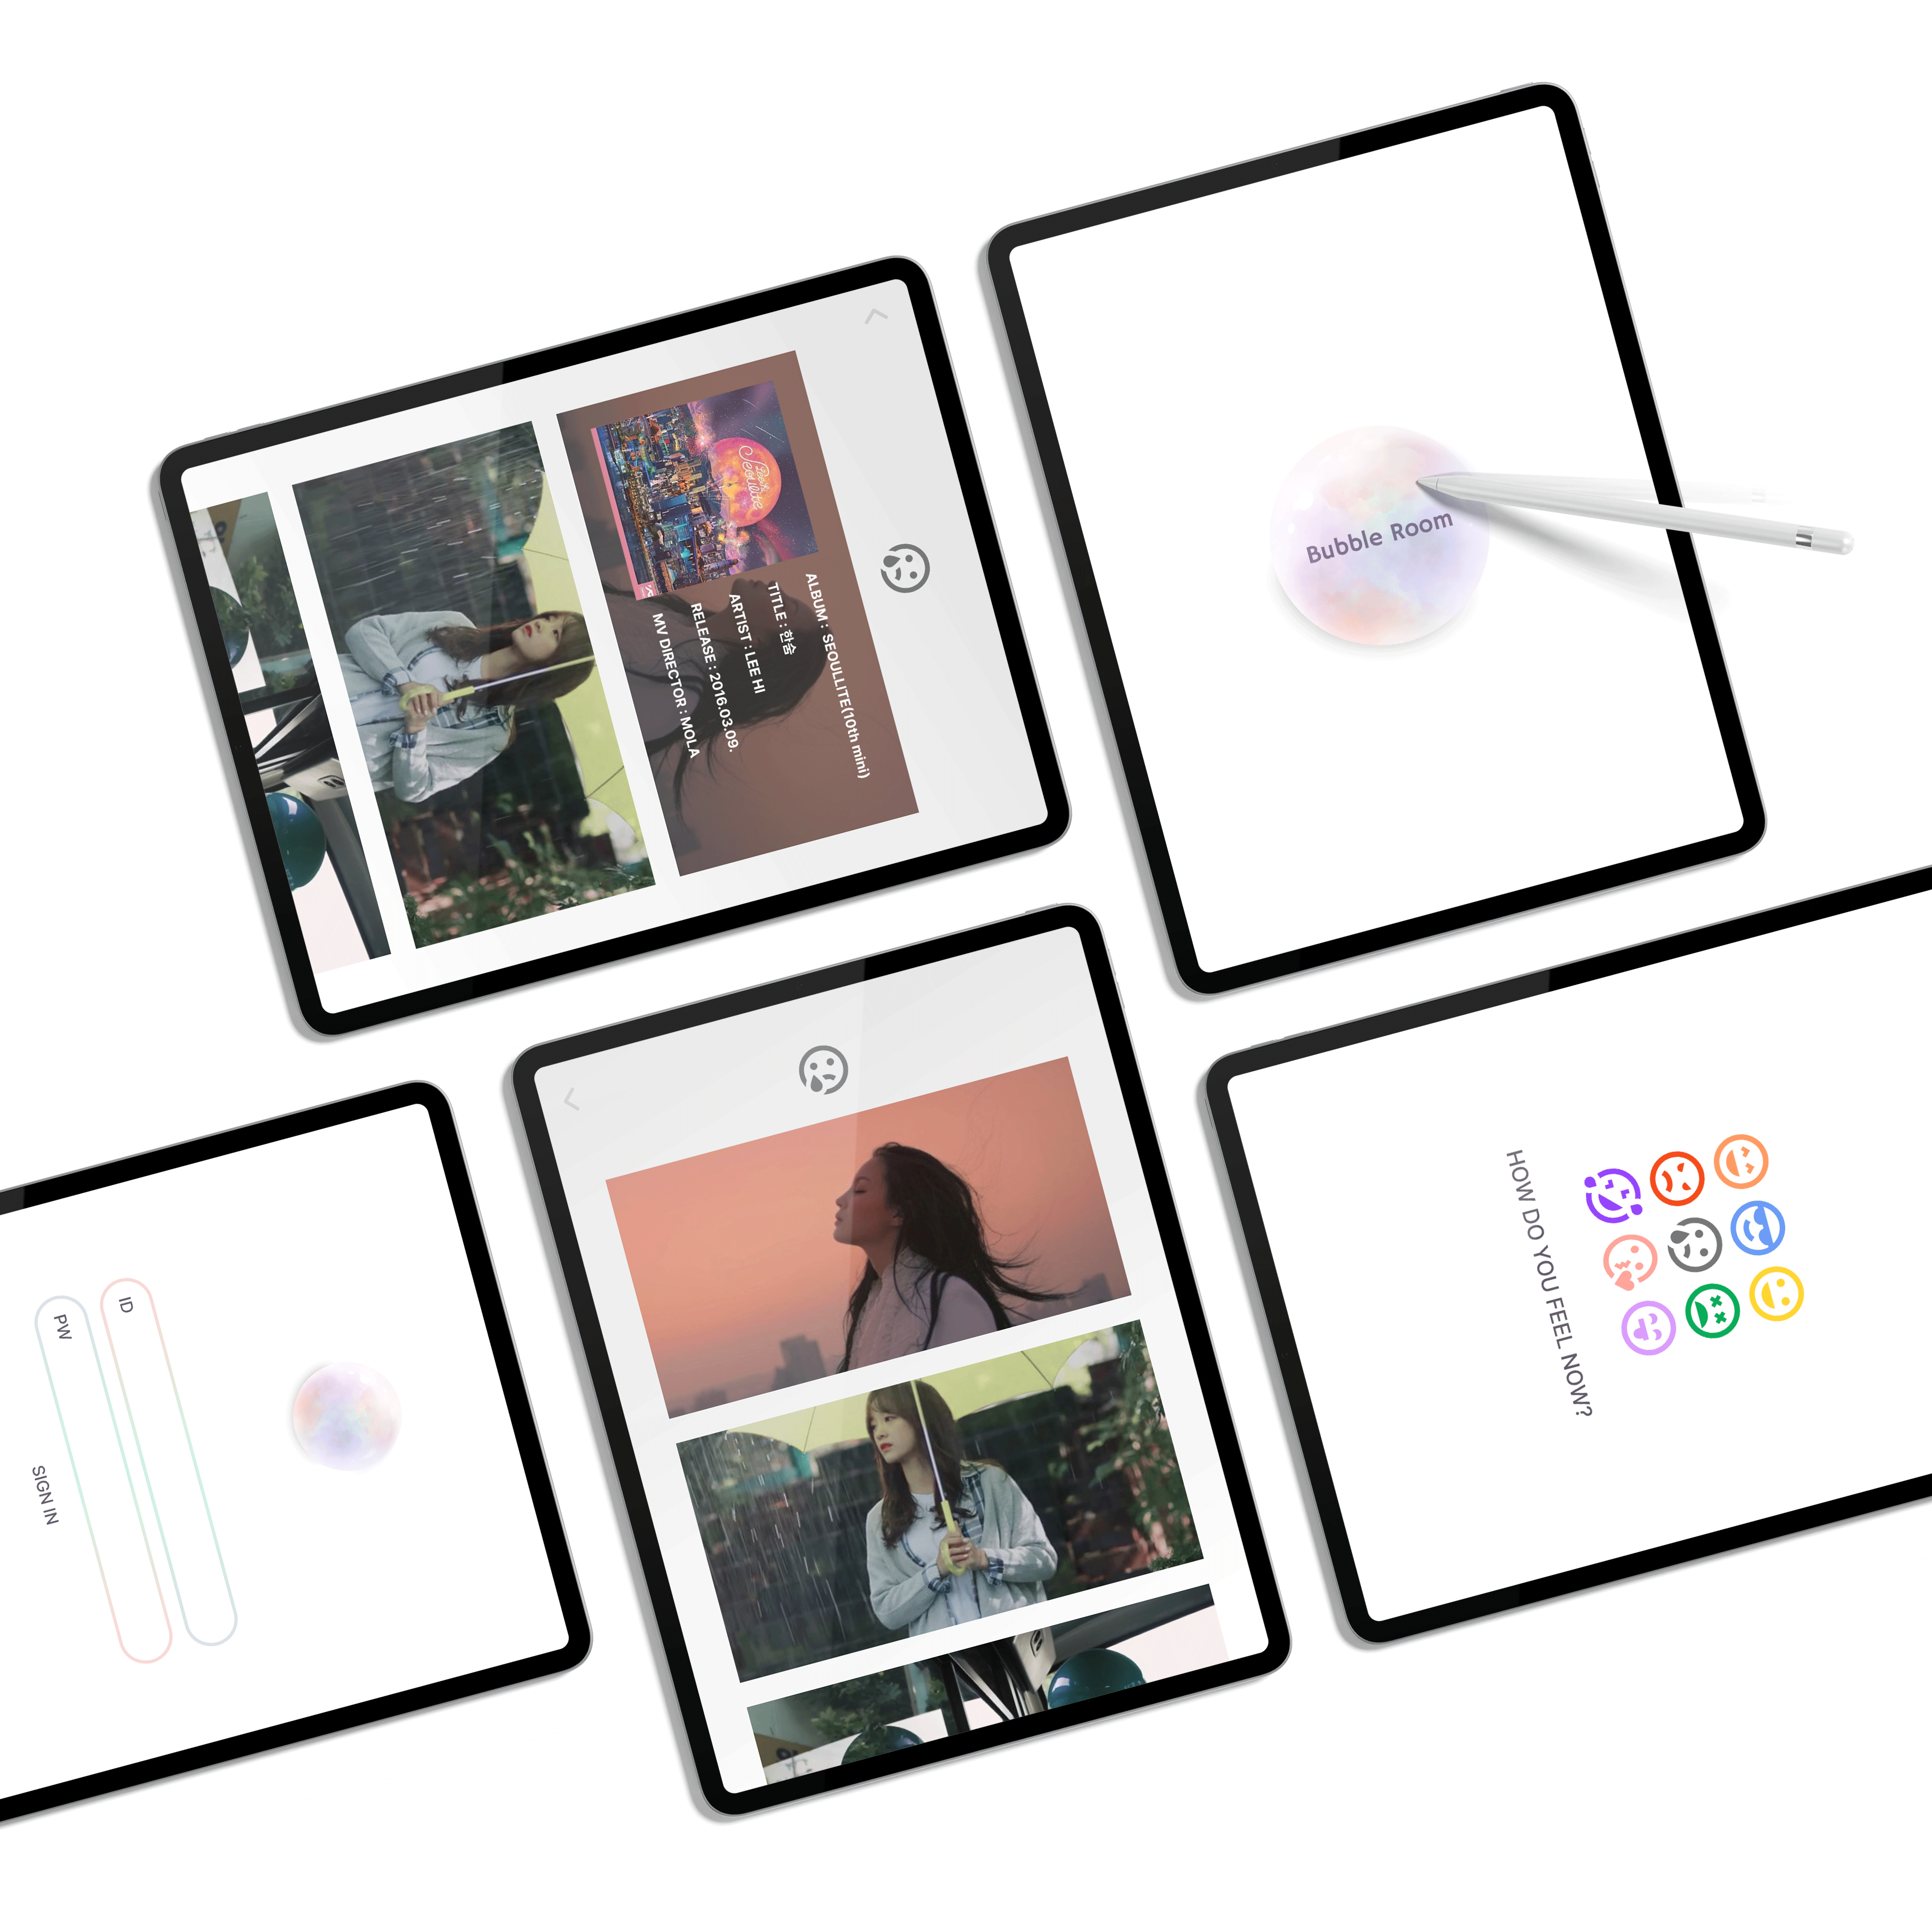 Bubble Room
Seoulite
ALBUM : SEOULLITE(10th mini)
TITLE : 한숨
ARTIST : LEE HI
RELEASE : 2016.03.09.
MV DIRECTOR : MOLA
HOW DO YOU FEEL NOW?
ID
PW
SIGN IN